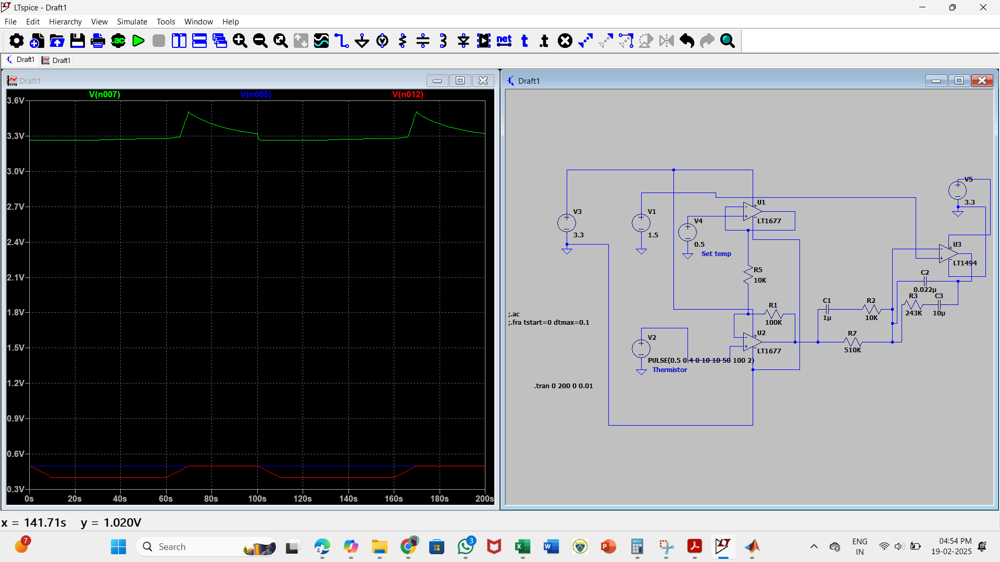 LTspice - Draft1
File Edit Hierarchy View Simulate Tools Window Help
.ac net t .t
Draft1 Draft1
Draft1
V(n007) V(n005) V(n012)
3.6V
3.3V
3.0V
2.7V
2.4V
2.1V
1.8V
1.5V
1.2V
0.9V
0.6V
0.3V
0s 20s 40s 60s 80s 100s 120s 140s 160s 180s 200s
Draft1
V5
3.3
U1
LT1677
V3
3.3
V1
1.5
V4
0.5
Set temp
U3
LT1494
R5
10K
C2
0.022µ
R3
243K
C3
10µ
C1
1µ
R2
10K
R1
100K
;.ac
;.fra tstart=0 dtmax=0.1
U2
LT1677
R7
510K
V2
PULSE(0.5 0.4 0 10 10 50 100 2)
Thermistor
.tran 0 200 0 0.01
x = 141.71s y = 1.020V
7
Search
3
ENG
IN
04:54 PM
19-02-2025